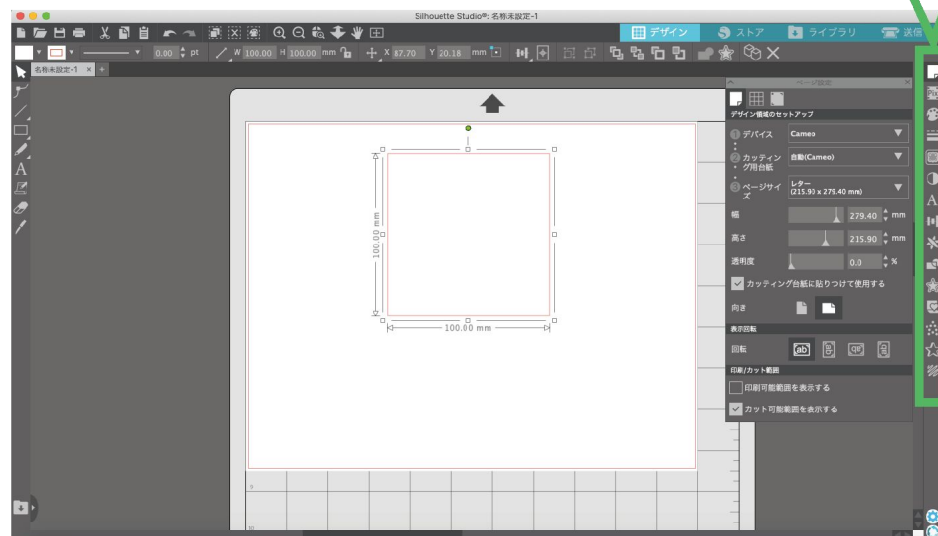 Silhouette Studio®: 名称未設定-1
デザイン
ストア
ライブラリ
送信
0.00 pt W 100.00 H 100.00 mm X 87.70 Y 20.18 mm
名称未設定-1 × +
ページ設定
デザイン領域のセットアップ
1 デバイス Cameo
2 カッティング用台紙 自動(Cameo)
3 ページサイズ レター
(215.90 x 279.40 mm)
幅 279.40 mm
高さ 215.90 mm
透明度 0.0 %
カッティング台紙に貼りつけて使用する
向き
表示回転
回転
印刷/カット範囲
印刷可能範囲を表示する
カット可能範囲を表示する
100.00 mm
100.00 mm
9
10